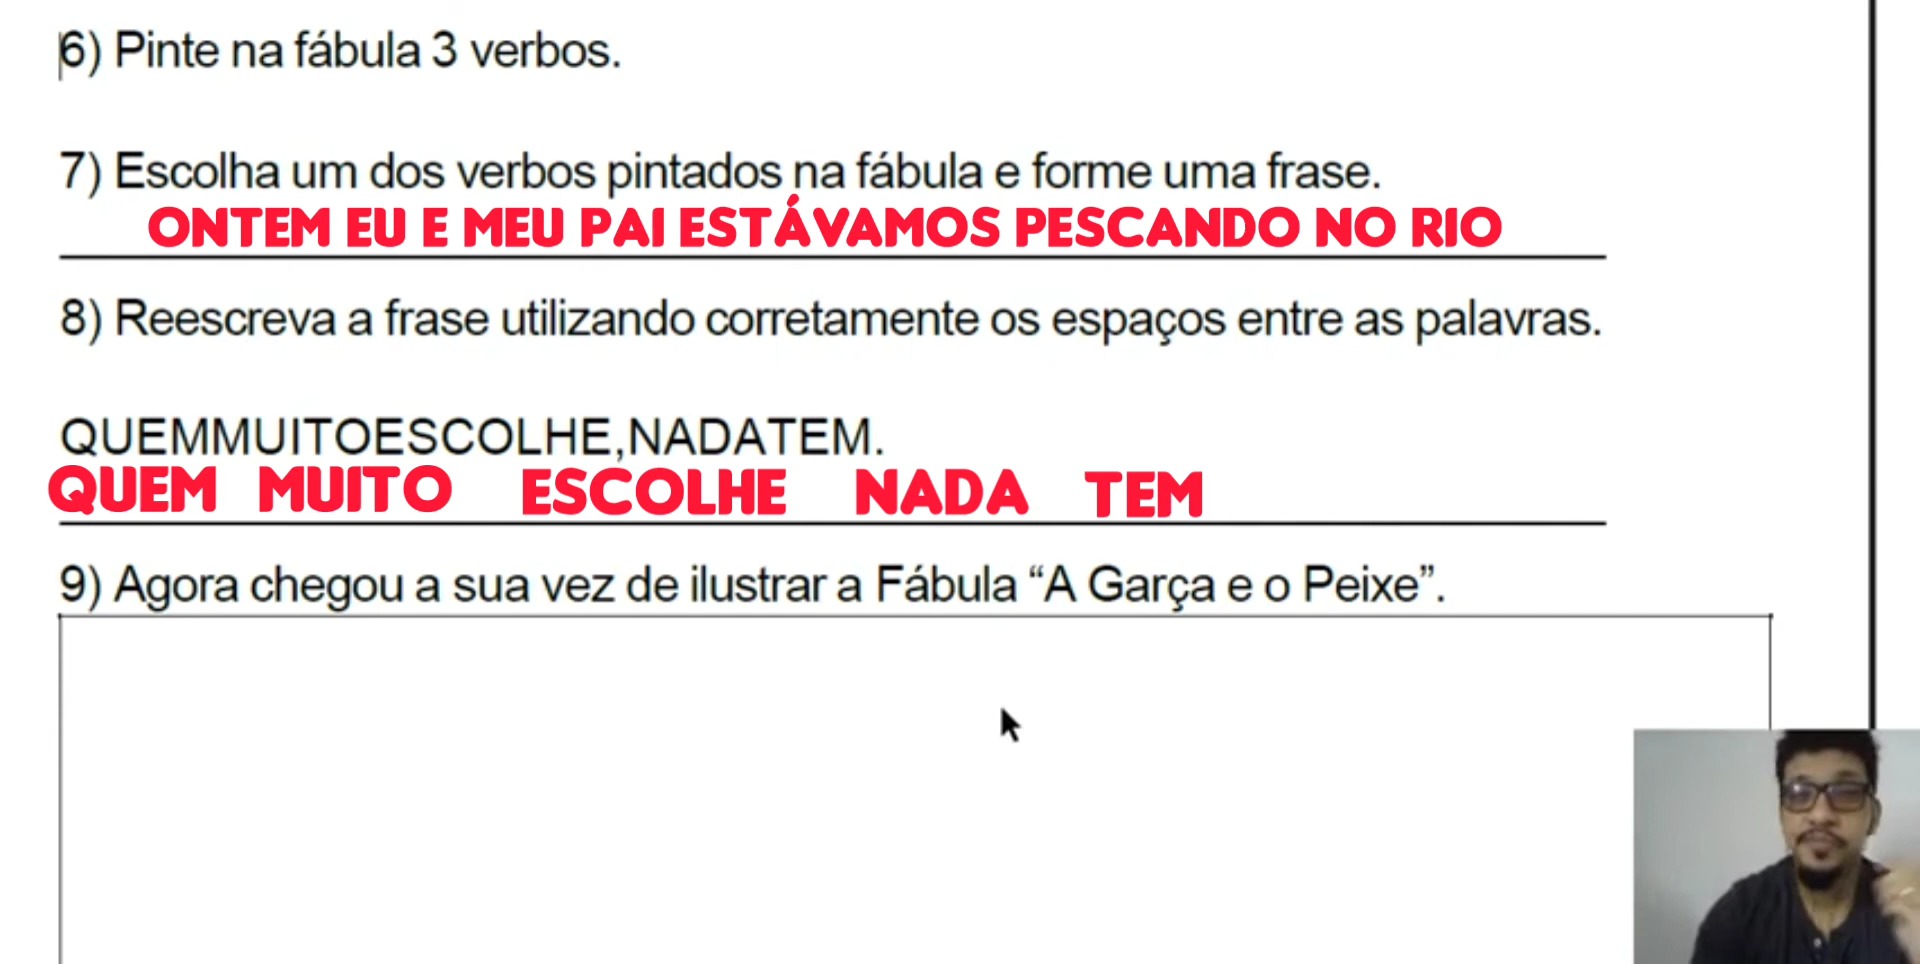 6) Pinte na fábula 3 verbos.
7) Escolha um dos verbos pintados na fábula e forme uma frase.
ONTEM EU E MEU PAI ESTÁVAMOS PESCANDO NO RIO
8) Reescreva a frase utilizando corretamente os espaços entre as palavras.
QUEMMUITOESCOLHE,NADATEM.
QUEM MUITO ESCOLHE NADA TEM
9) Agora chegou a sua vez de ilustrar a Fábula “A Garça e o Peixe”.